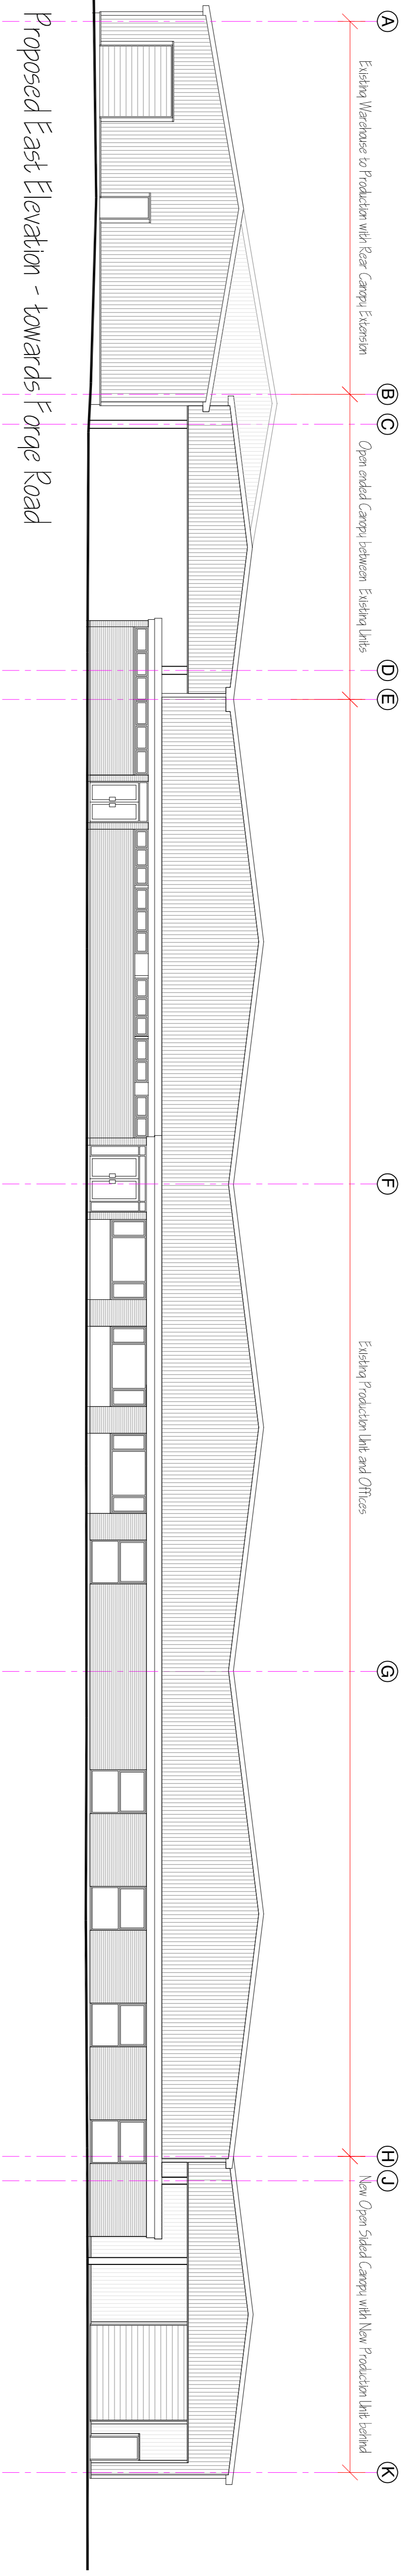 A
B
C
D
E
F
G
H
J
K
Existing Warehouse to Production with Rear Canopy Extension
Open ended Canopy between Existing Units
Existing Production Unit and Offices
New Open Sided Canopy with New Production Unit behind
Proposed East Elevation - towards Forge Road